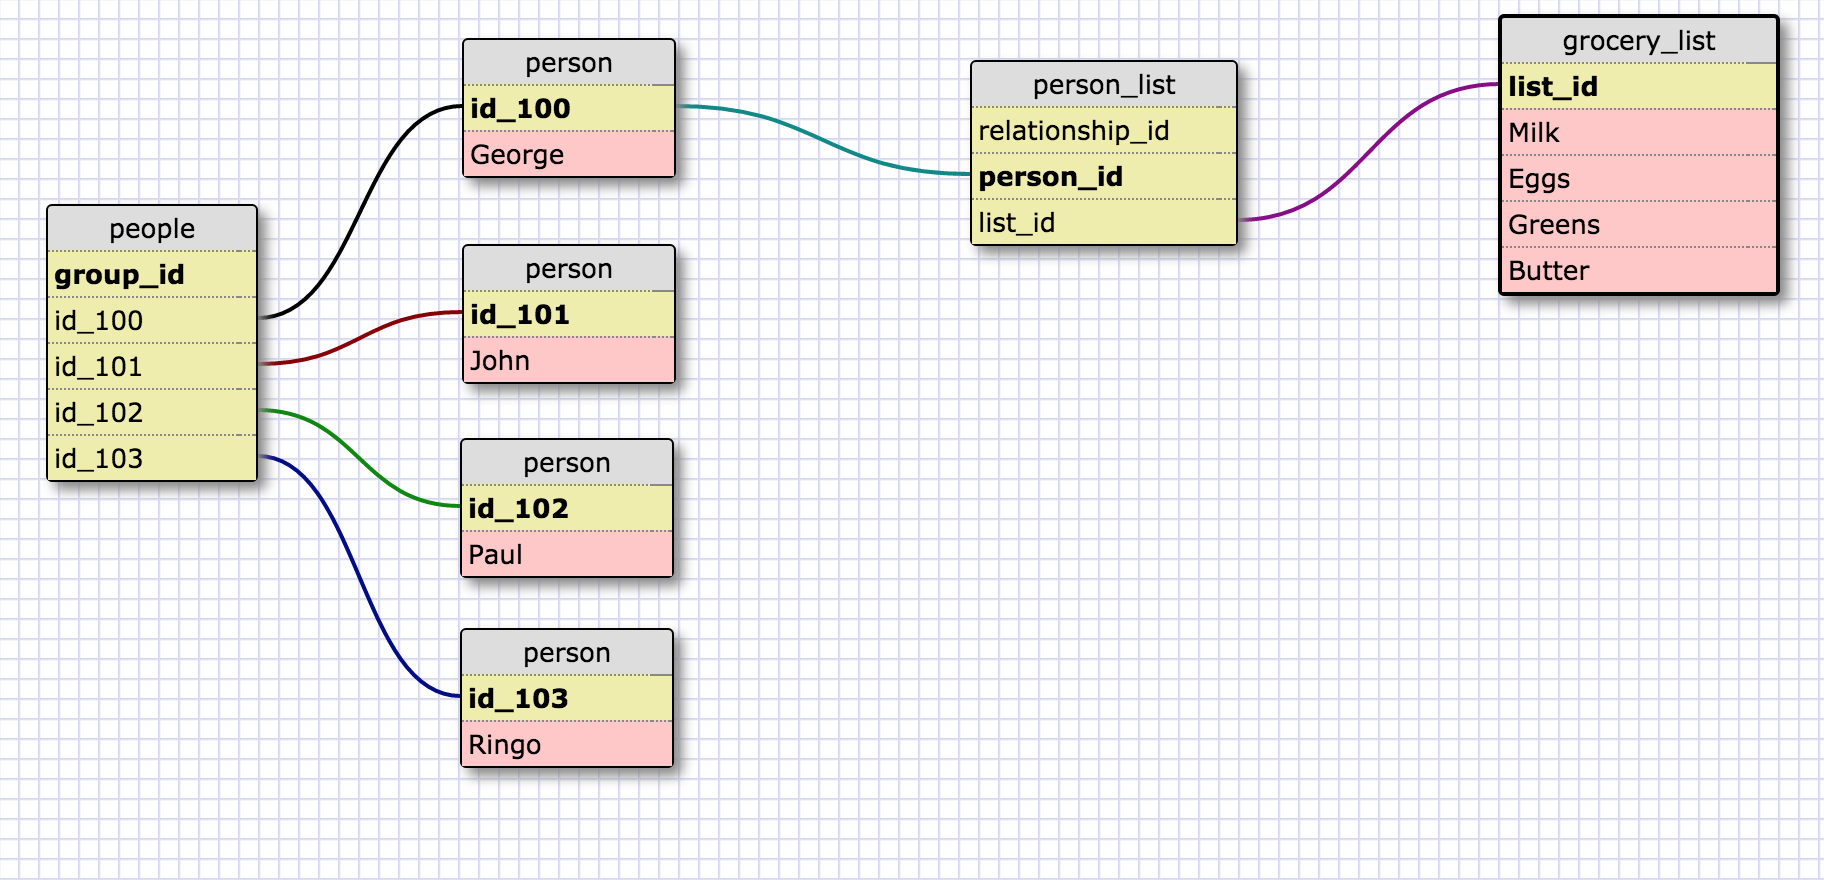 people
group_id
id_100
id_101
id_102
id_103
person
id_100
George
person
id_101
John
person
id_102
Paul
person
id_103
Ringo
person_list
relationship_id
person_id
list_id
grocery_list
list_id
Milk
Eggs
Greens
Butter